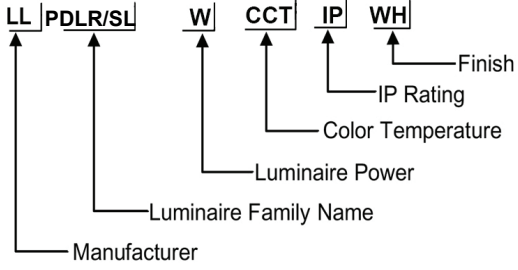 LL PDLR/SL W CCT IP WH
Finish
IP Rating
Color Temperature
Luminaire Power
Luminaire Family Name
Manufacturer